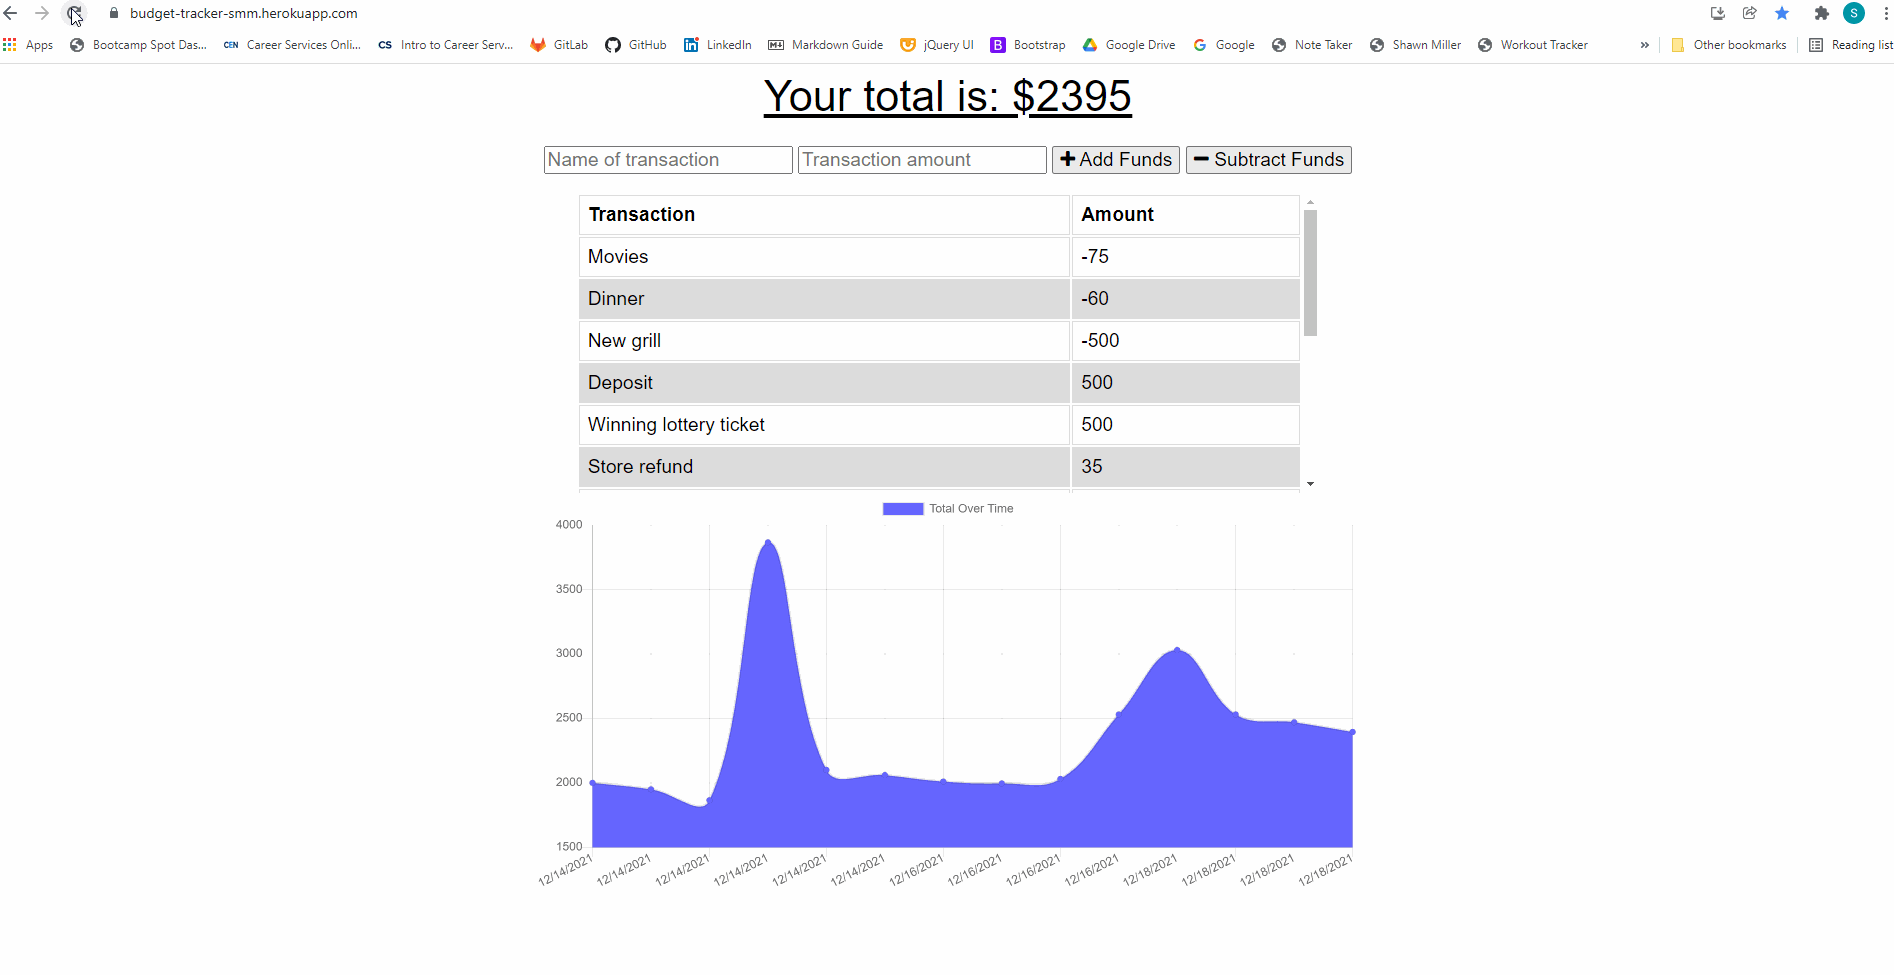 budget-tracker-smm.herokuapp.com
S
Apps Bootcamp Spot Das... CEN Career Services Onli... CS Intro to Career Serv... GitLab GitHub LinkedIn Markdown Guide jQuery UI B Bootstrap Google Drive Google Note Taker Shawn Miller Workout Tracker » Other bookmarks Reading list
Your total is: $2395
Name of transaction Transaction amount Add Funds Subtract Funds
Transaction Amount
Movies -75
Dinner -60
New grill -500
Deposit 500
Winning lottery ticket 500
Store refund 35
Total Over Time
4000
3500
3000
2500
2000
1500
12/14/2021 12/14/2021 12/14/2021 12/14/2021 12/14/2021 12/14/2021 12/16/2021 12/16/2021 12/16/2021 12/16/2021 12/18/2021 12/18/2021 12/18/2021 12/18/2021